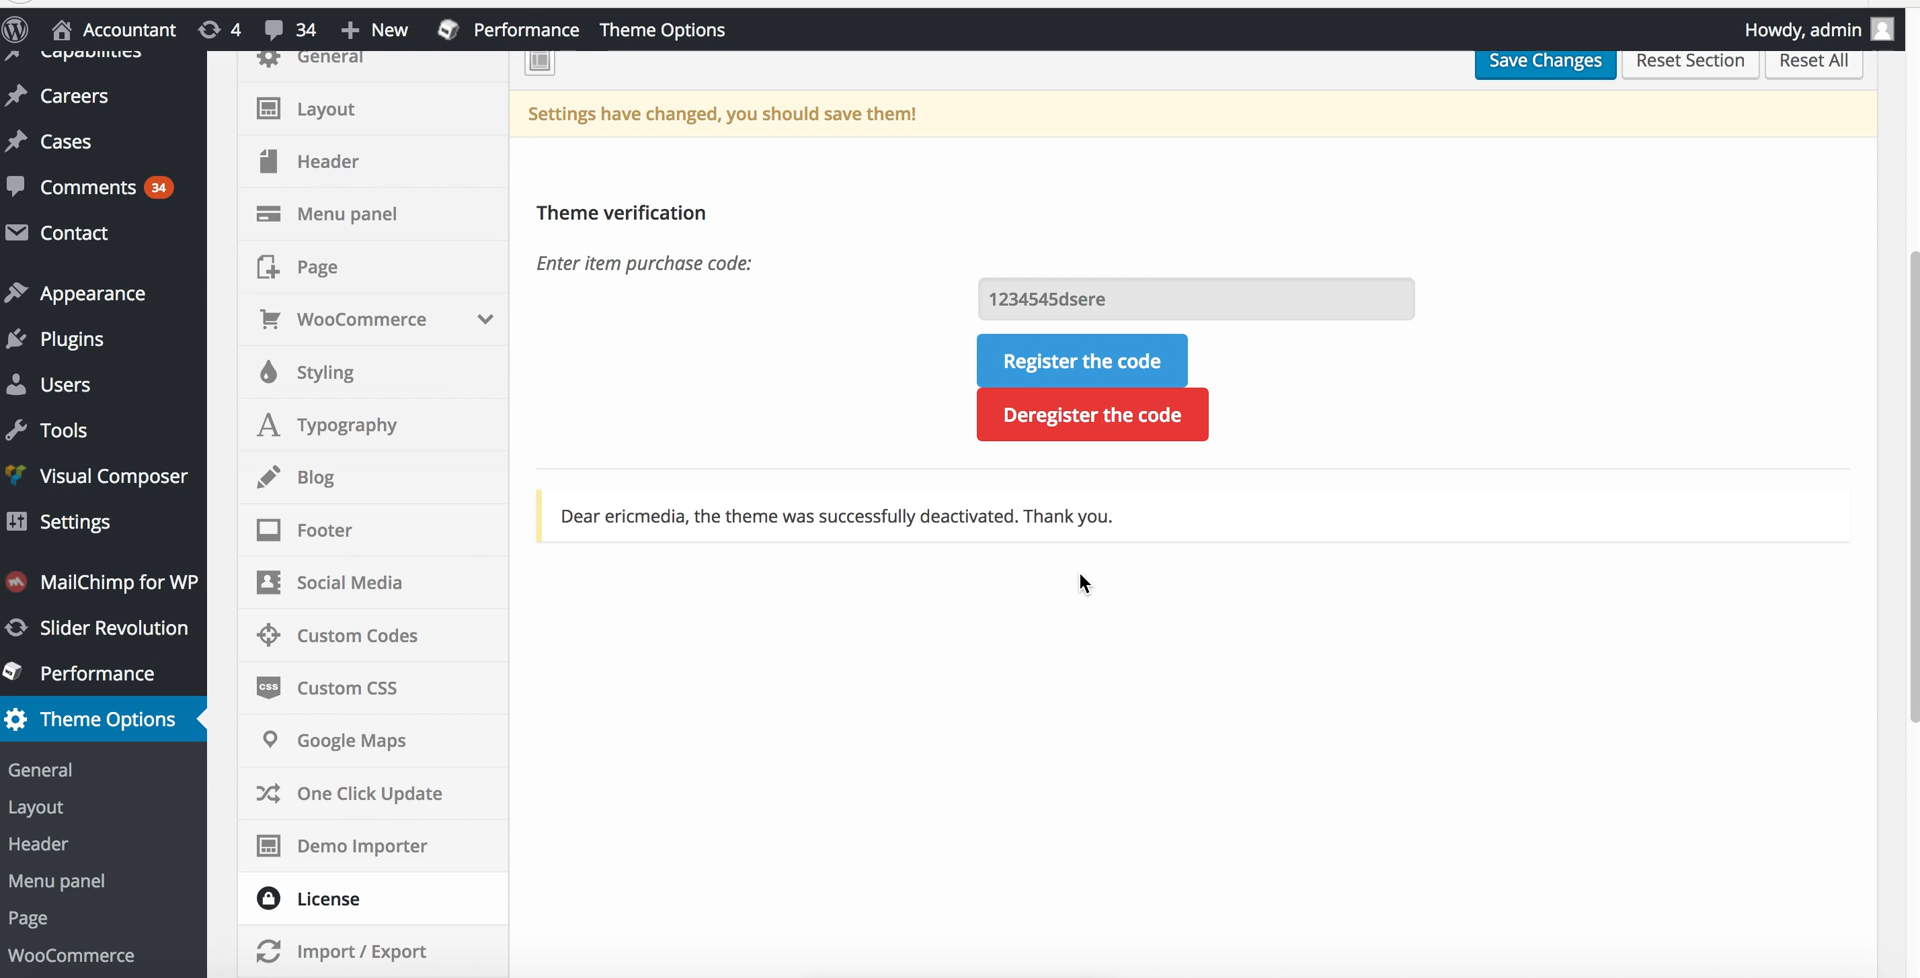 Accountant 4 34 New Performance Theme Options Howdy, admin
Capabilities
Careers
Cases
Comments 34
Contact
Appearance
Plugins
Users
Tools
Visual Composer
Settings
MailChimp for WP
Slider Revolution
Performance
Theme Options
General
Layout
Header
Menu panel
Page
WooCommerce
General
Layout
Header
Menu panel
Page
WooCommerce
Styling
Typography
Blog
Footer
Social Media
Custom Codes
css Custom CSS
Google Maps
One Click Update
Demo Importer
License
Import / Export
Save Changes Reset Section Reset All
Settings have changed, you should save them!
Theme verification
Enter item purchase code:
1234545dsere
Register the code
Deregister the code
Dear ericmedia, the theme was successfully deactivated. Thank you.